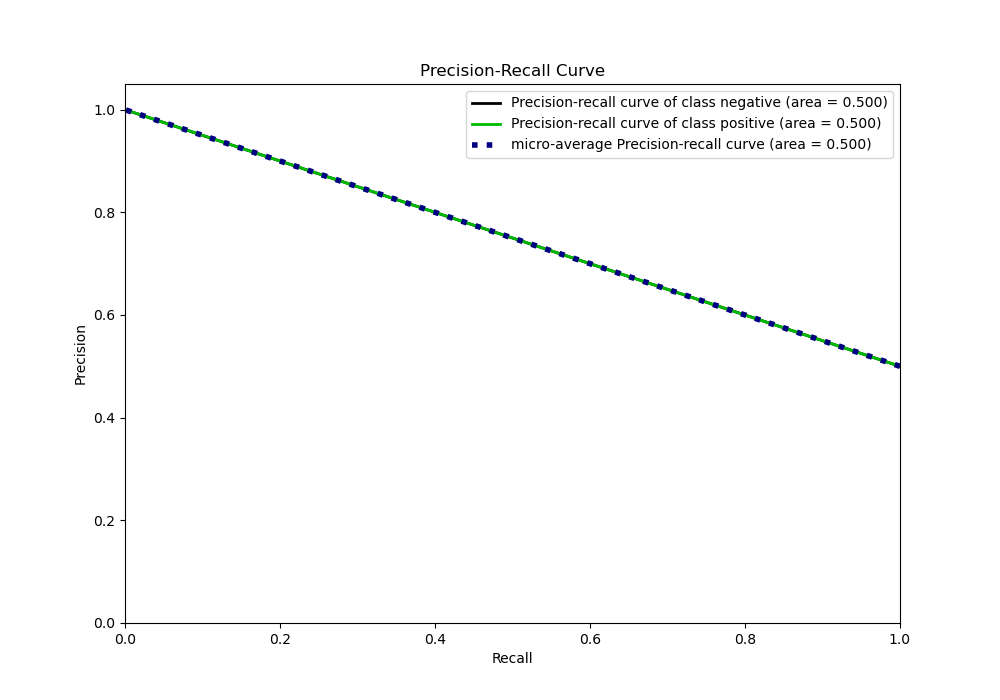 Precision-Recall Curve
Precision-recall curve of class negative (area = 0.500)
Precision-recall curve of class positive (area = 0.500)
micro-average Precision-recall curve (area = 0.500)
1.0
0.8
0.6
0.4
0.2
0.0
Precision
0.0 0.2 0.4 0.6 0.8 1.0
Recall